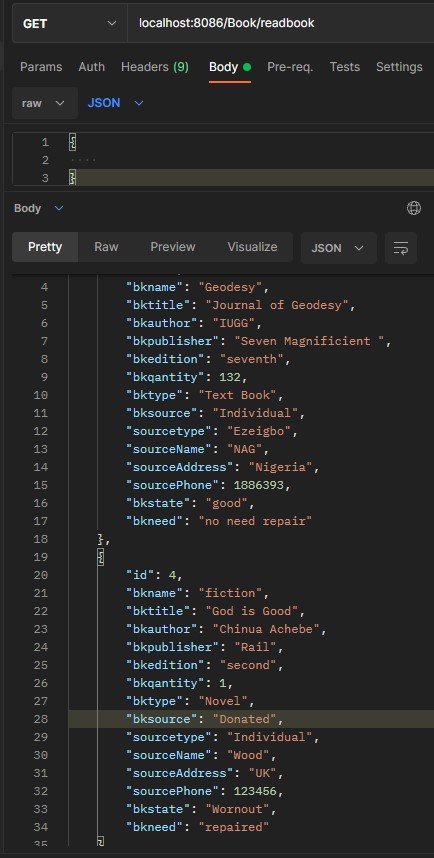 GET localhost:8086/Book/readbook
Params Auth Headers (9) Body Pre-req. Tests Settings
raw JSON
1 {
2 ····
3 }
Body
Pretty Raw Preview Visualize JSON
4 "bkname": "Geodesy",
5 "bktitle": "Journal of Geodesy",
6 "bkauthor": "IUGG",
7 "bkpublisher": "Seven Magnificient ",
8 "bkedition": "seventh",
9 "bkqantity": 132,
10 "bktype": "Text Book",
11 "bksource": "Individual",
12 "sourcetype": "Ezeigbo",
13 "sourceName": "NAG",
14 "sourceAddress": "Nigeria",
15 "sourcePhone": 1886393,
16 "bkstate": "good",
17 "bkneed": "no need repair"
18 },
19 {
20 "id": 4,
21 "bkname": "fiction",
22 "bktitle": "God is Good",
23 "bkauthor": "Chinua Achebe",
24 "bkpublisher": "Rail",
25 "bkedition": "second",
26 "bkqantity": 1,
27 "bktype": "Novel",
28 "bksource": "Donated",
29 "sourcetype": "Individual",
30 "sourceName": "Wood",
31 "sourceAddress": "UK",
32 "sourcePhone": 123456,
33 "bkstate": "Wornout",
34 "bkneed": "repaired"
35 }